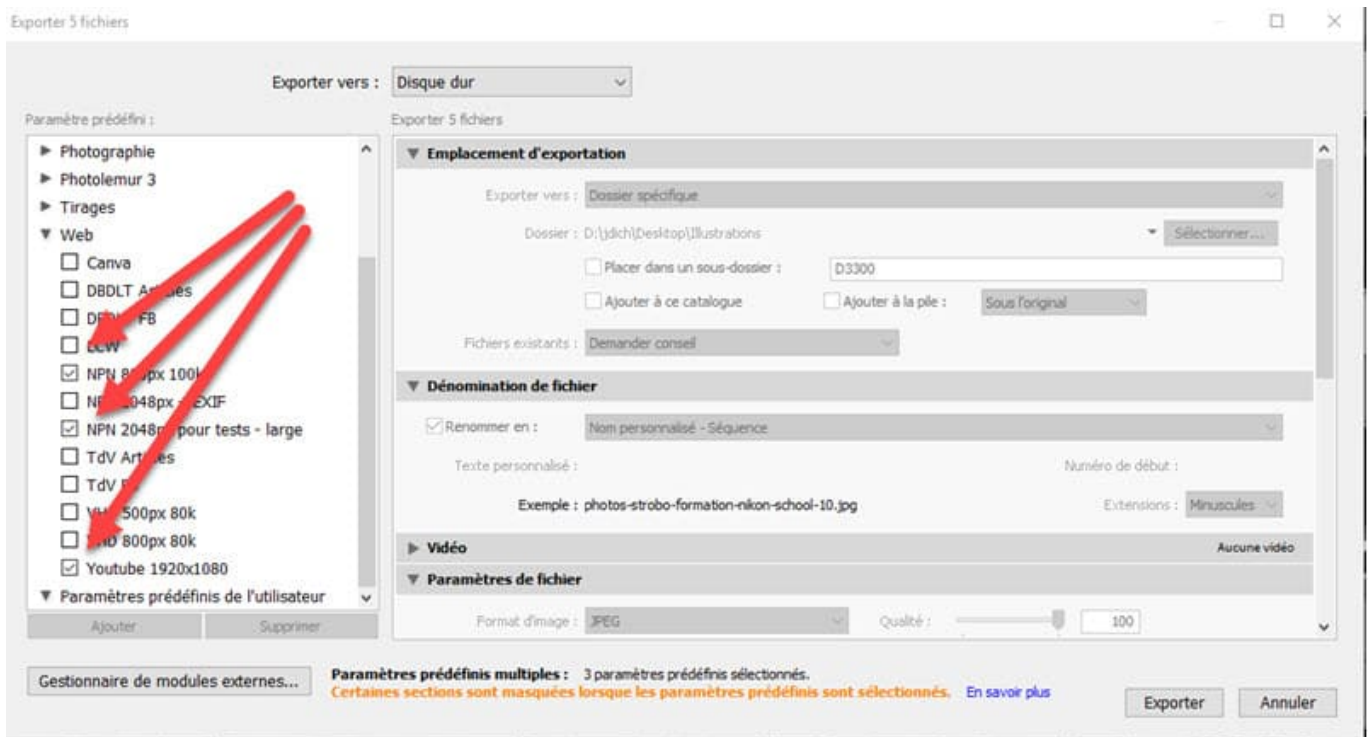 Exporter 5 fichiers
Exporter vers : Disque dur
Paramètre prédéfini :
Photographie
Photolemur 3
Tirages
Web
Canva
DBDLT
FB
LCW
NPN 100k
2048px EXIF
NPN pour tests - large
TdV
TdV
500px 80k
800px 80k
Youtube 1920x1080
Paramètres prédéfinis de l'utilisateur
Ajouter Supprimer
Exporter 5 fichiers
Emplacement d'exportation
Exporter vers : Dossier spécifique
Dossier : D:\jdich\Desktop\Illustrations Sélectionner...
Placer dans un sous-dossier : D3300
Ajouter à ce catalogue Ajouter à la pile : Sous l'original
Fichiers existants : Demander conseil
Dénomination de fichier
Renommer en : Nom personnalisé - Séquence
Texte personnalisé : Numéro de début :
Exemple : photos-strobo-formation-nikon-school-10.jpg Extensions : Minuscules
Vidéo Aucune vidéo
Paramètres de fichier
Format d'image : JPEG Qualité : 100
Gestionnaire de modules externes...
Paramètres prédéfinis multiples : 3 paramètres prédéfinis sélectionnés.
Certaines sections sont masquées lorsque les paramètres prédéfinis sont sélectionnés. En savoir plus
Exporter Annuler